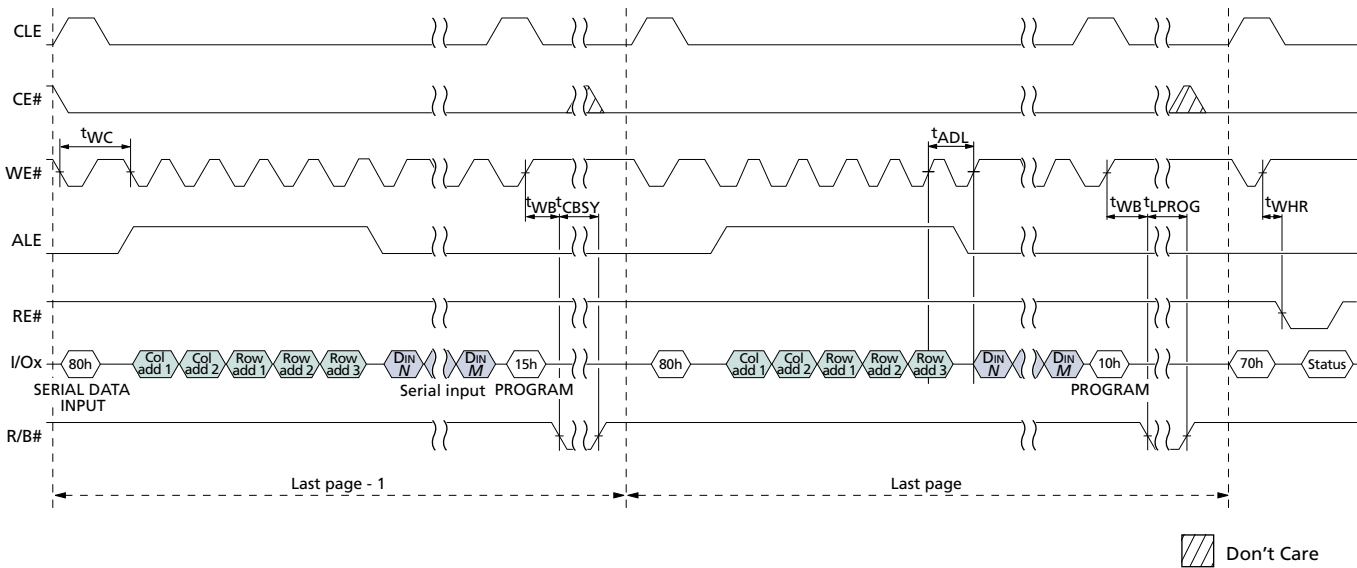 CLE
CE#
tWC
tADL
WE#
tWB tCBSY
tWB tLPROG
tWHR
ALE
RE#
I/Ox
80h
Col add 1
Col add 2
Row add 1
Row add 2
Row add 3
DIN N
DIN M
15h
80h
Col add 1
Col add 2
Row add 1
Row add 2
Row add 3
DIN N
DIN M
10h
70h
Status
SERIAL DATA INPUT
Serial input
PROGRAM
PROGRAM
R/B#
Last page - 1
Last page
Don't Care